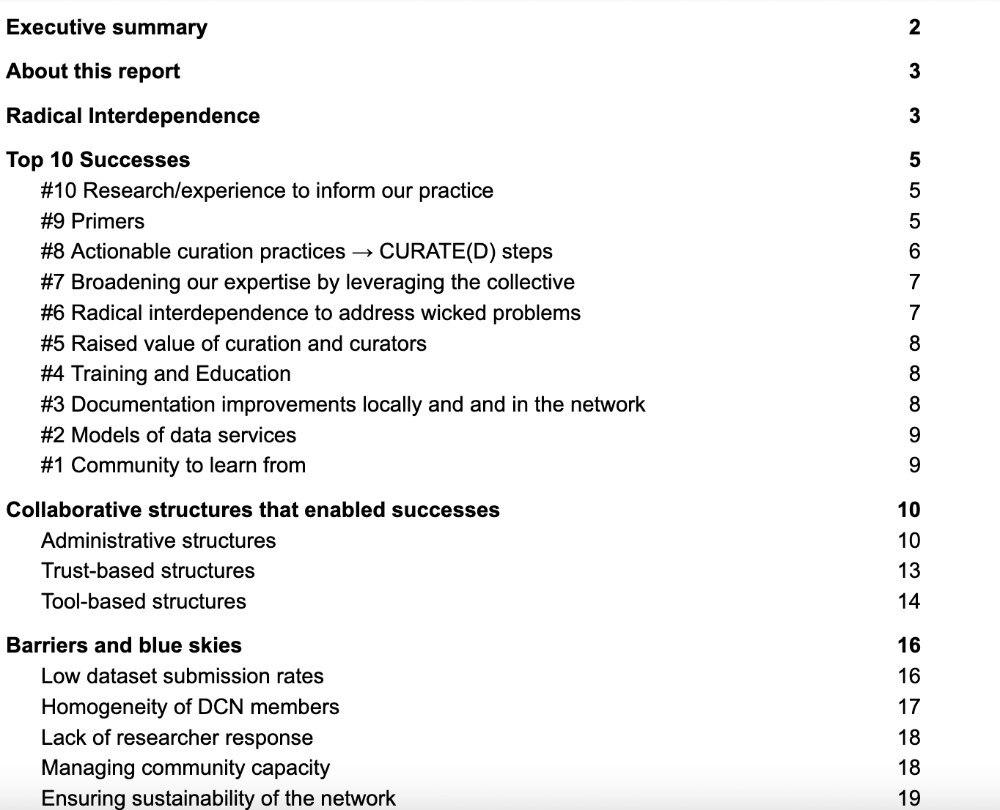 Executive summary 2
About this report 3
Radical Interdependence 3
Top 10 Successes 5
#10 Research/experience to inform our practice 5
#9 Primers 5
#8 Actionable curation practices → CURATE(D) steps 6
#7 Broadening our expertise by leveraging the collective 7
#6 Radical interdependence to address wicked problems 7
#5 Raised value of curation and curators 8
#4 Training and Education 8
#3 Documentation improvements locally and and in the network 8
#2 Models of data services 9
#1 Community to learn from 9
Collaborative structures that enabled successes 10
Administrative structures 10
Trust-based structures 13
Tool-based structures 14
Barriers and blue skies 16
Low dataset submission rates 16
Homogeneity of DCN members 17
Lack of researcher response 18
Managing community capacity 18
Ensuring sustainability of the network 19